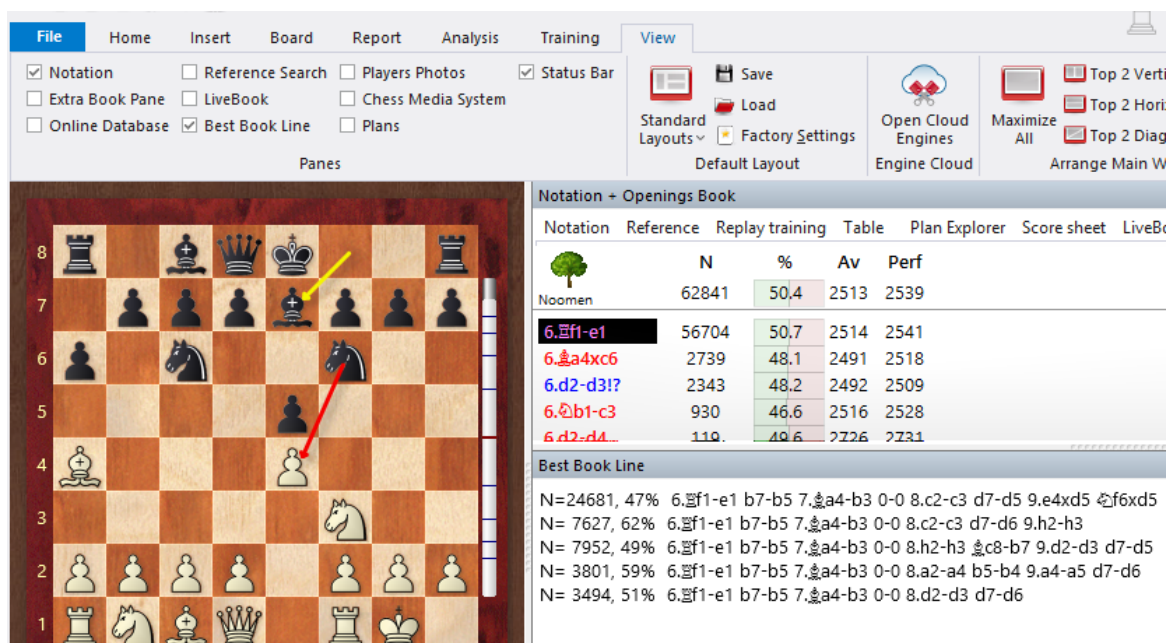 File Home Insert Board Report Analysis Training View
Notation Reference Search Players Photos Status Bar
Extra Book Pane LiveBook Chess Media System
Online Database Best Book Line Plans
Panes
Standard Layouts
Save
Load
Factory Settings
Default Layout
Open Cloud Engines
Engine Cloud
Maximize All
Top 2 Verti
Top 2 Hori
Top 2 Diag
Arrange Main W
8
7
6
5
4
3
2
1
Notation + Openings Book
Notation Reference Replay training Table Plan Explorer Score sheet LiveBo
N % Av Perf
Noomen 62841 50.4 2513 2539
6.♖f1-e1 56704 50.7 2514 2541
6.♗a4xc6 2739 48.1 2491 2518
6.d2-d3!? 2343 48.2 2492 2509
6.♘b1-c3 930 46.6 2516 2528
6.d2-d4... 119. 49.6 2726 2731
Best Book Line
N=24681, 47% 6.♖f1-e1 b7-b5 7.♗a4-b3 0-0 8.c2-c3 d7-d5 9.e4xd5 ♘f6xd5
N= 7627, 62% 6.♖f1-e1 b7-b5 7.♗a4-b3 0-0 8.c2-c3 d7-d6 9.h2-h3
N= 7952, 49% 6.♖f1-e1 b7-b5 7.♗a4-b3 0-0 8.h2-h3 ♗c8-b7 9.d2-d3 d7-d5
N= 3801, 59% 6.♖f1-e1 b7-b5 7.♗a4-b3 0-0 8.a2-a4 b5-b4 9.a4-a5 d7-d6
N= 3494, 51% 6.♖f1-e1 b7-b5 7.♗a4-b3 0-0 8.d2-d3 d7-d6